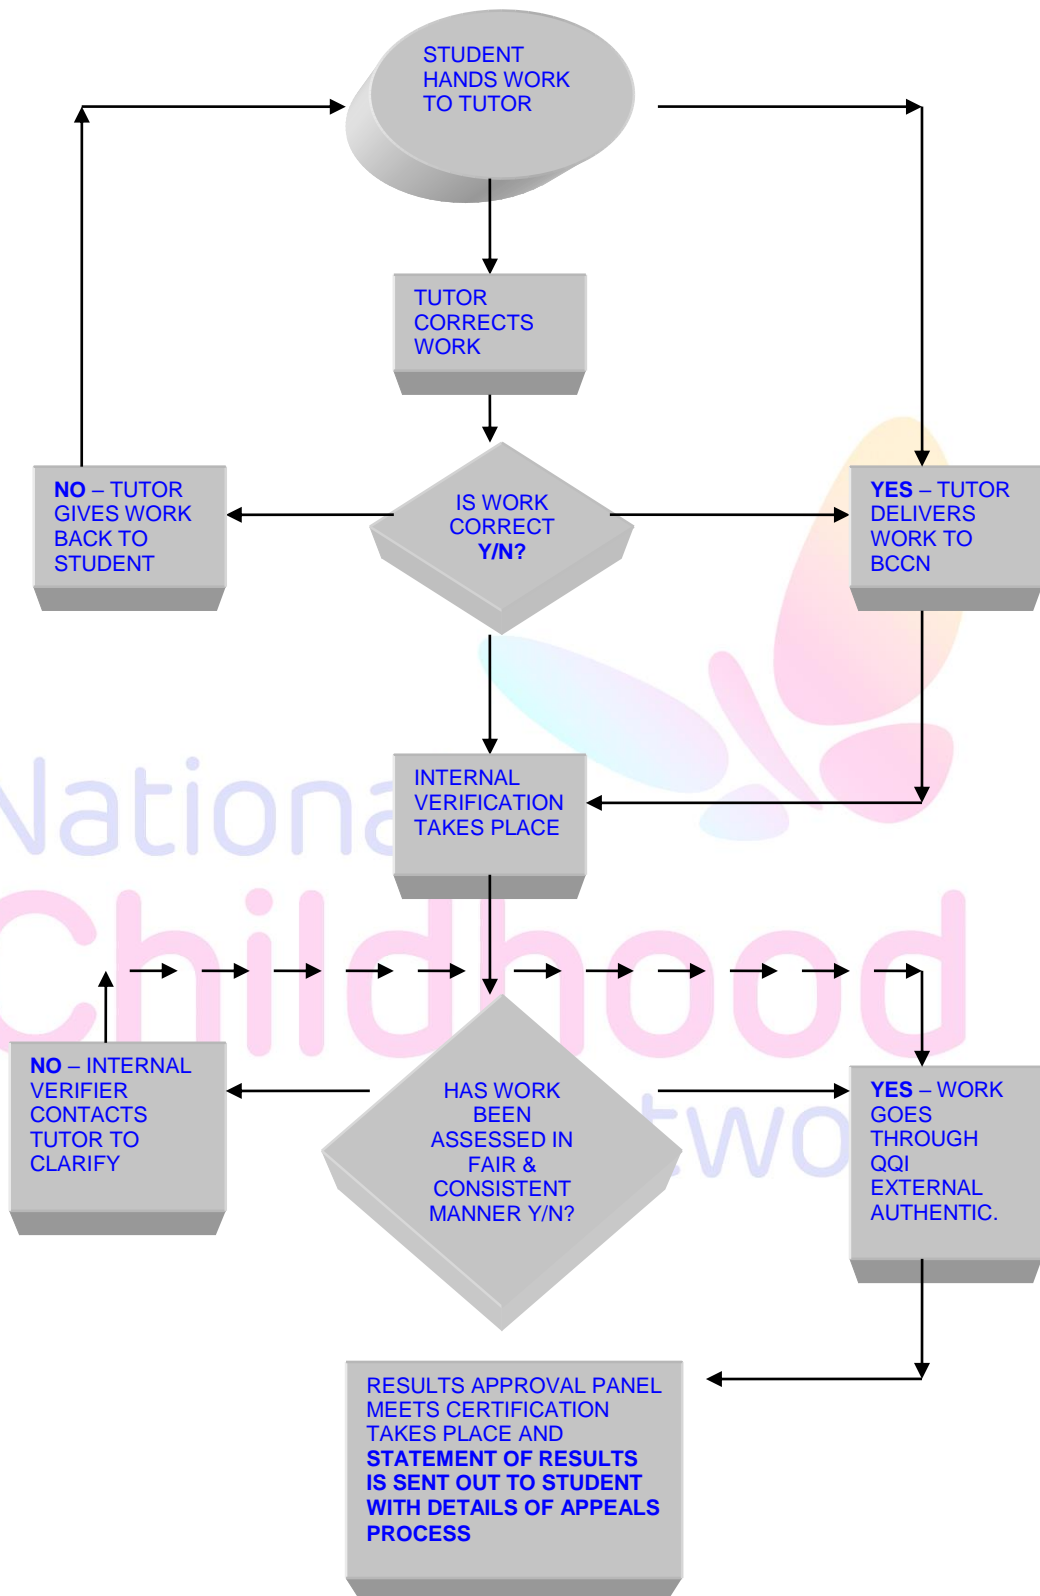 STUDENT
HANDS WORK
TO TUTOR
TUTOR
CORRECTS
WORK
NO – TUTOR
GIVES WORK
BACK TO
STUDENT
IS WORK
CORRECT
Y/N?
YES – TUTOR
DELIVERS
WORK TO
BCCN
INTERNAL
VERIFICATION
TAKES PLACE
Nationa
Childhood
NO – INTERNAL
VERIFIER
CONTACTS
TUTOR TO
CLARIFY
HAS WORK
BEEN
ASSESSED IN
FAIR &
CONSISTENT
MANNER Y/N?
two
YES – WORK
GOES
THROUGH
QQI
EXTERNAL
AUTHENTIC.
RESULTS APPROVAL PANEL
MEETS CERTIFICATION
TAKES PLACE AND
STATEMENT OF RESULTS
IS SENT OUT TO STUDENT
WITH DETAILS OF APPEALS
PROCESS